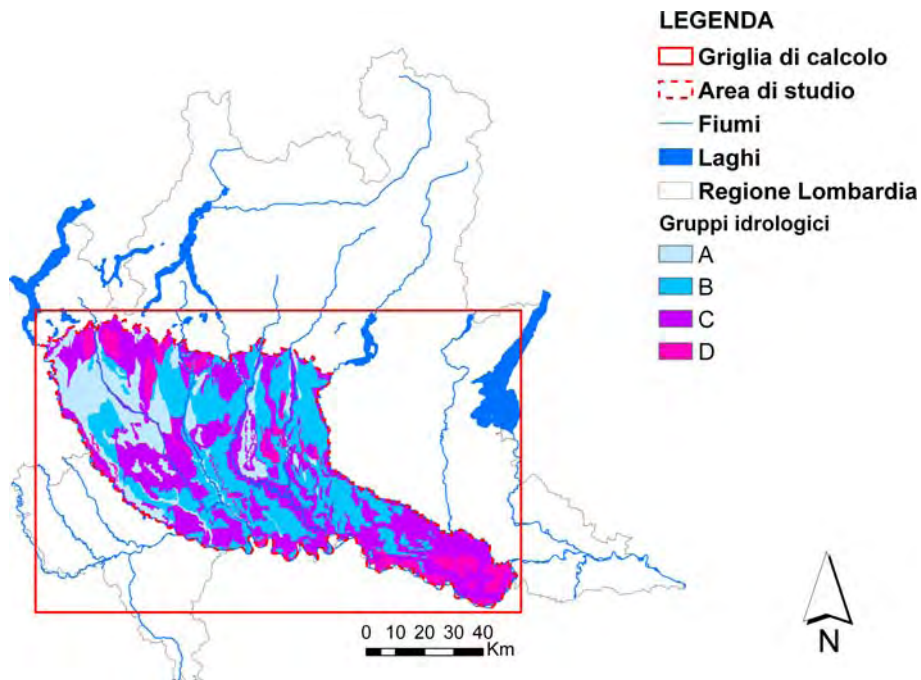 LEGENDA
Griglia di calcolo
Area di studio
Fiumi
Laghi
Regione Lombardia
Gruppi idrologici
A
B
C
D
0 10 20 30 40
Km
N